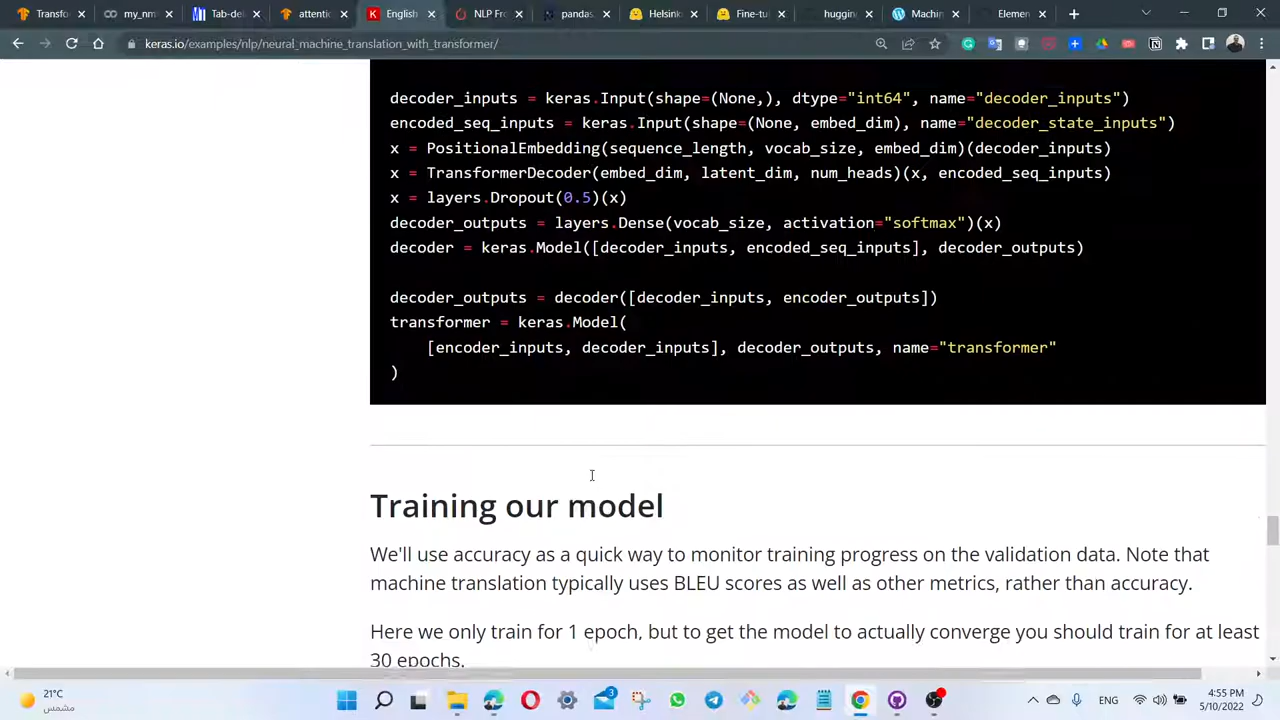 Transfo
my_nm
Tab-del
attentic
English
NLP Fro
pandas.
Helsink
Fine-tu
hugging
Machin
Elemen
keras.io/examples/nlp/neural_machine_translation_with_transformer/
decoder_inputs = keras.Input(shape=(None,), dtype="int64", name="decoder_inputs")
encoded_seq_inputs = keras.Input(shape=(None, embed_dim), name="decoder_state_inputs")
x = PositionalEmbedding(sequence_length, vocab_size, embed_dim)(decoder_inputs)
x = TransformerDecoder(embed_dim, latent_dim, num_heads)(x, encoded_seq_inputs)
x = layers.Dropout(0.5)(x)
decoder_outputs = layers.Dense(vocab_size, activation="softmax")(x)
decoder = keras.Model([decoder_inputs, encoded_seq_inputs], decoder_outputs)
decoder_outputs = decoder([decoder_inputs, encoder_outputs])
transformer = keras.Model(
[encoder_inputs, decoder_inputs], decoder_outputs, name="transformer"
)
Training our model
We'll use accuracy as a quick way to monitor training progress on the validation data. Note that
machine translation typically uses BLEU scores as well as other metrics, rather than accuracy.
Here we only train for 1 epoch, but to get the model to actually converge you should train for at least
30 epochs.
21°C
مشمس
3
ENG
4:55 PM
5/10/2022